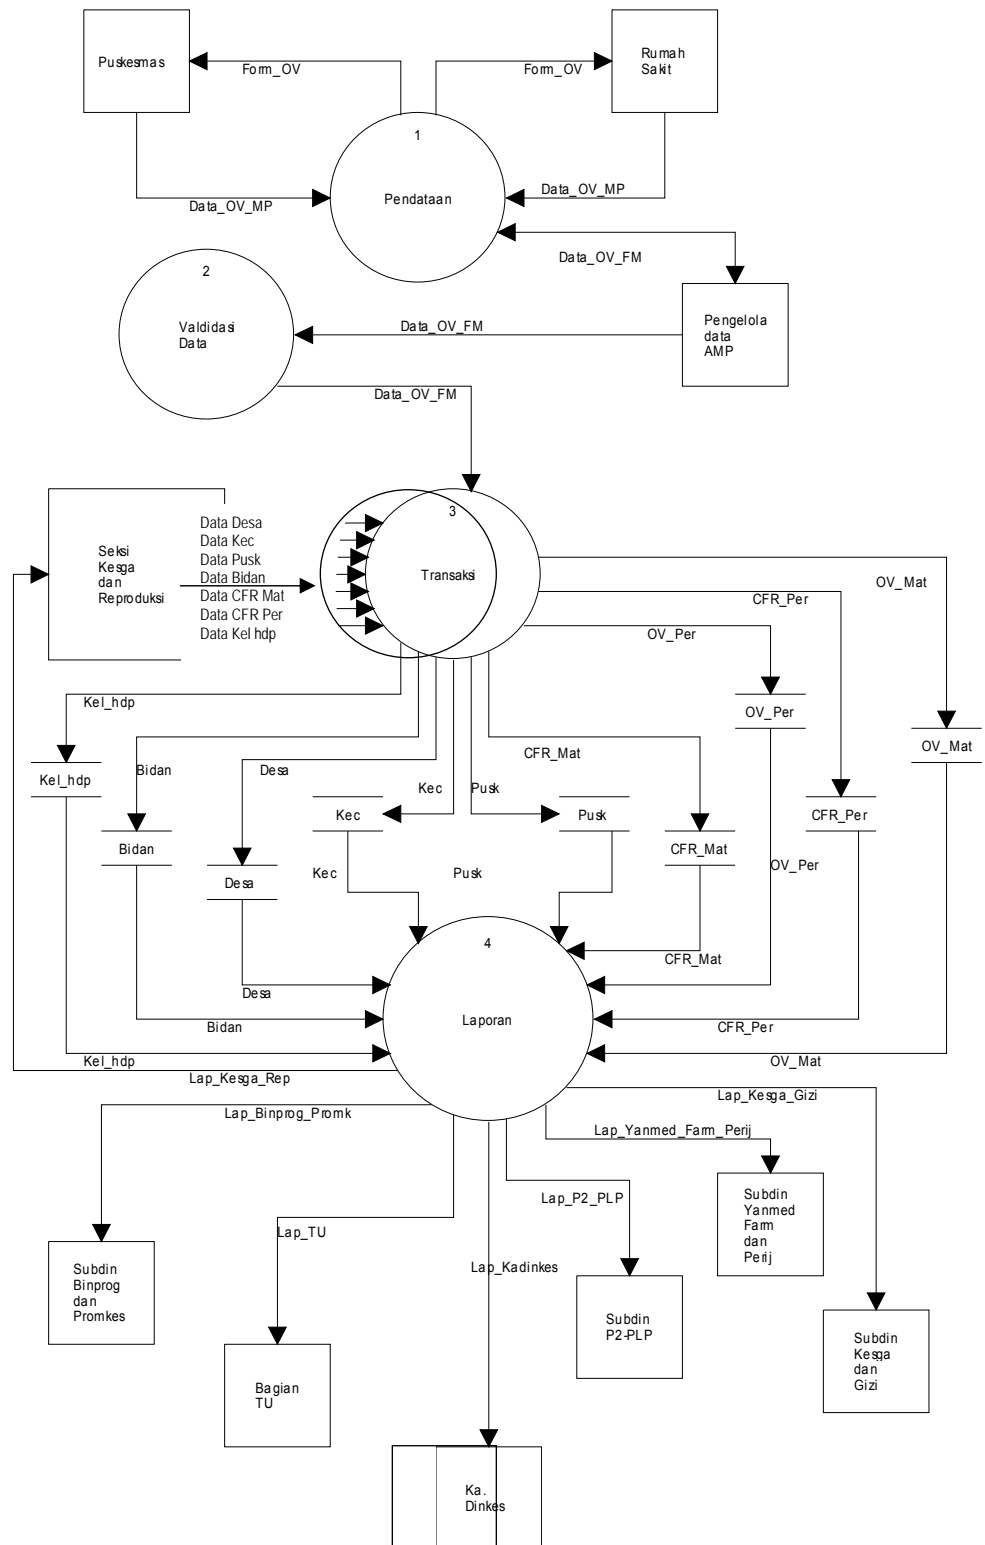 Puskesmas
Form_OV
Form_OV
Rumah
Sakit
1
Pendataan
Data_OV_MP
Data_OV_MP
Data_OV_FM
2
Valdidasi
Data
Data_OV_FM
Pengelola
data
AMP
Data_OV_FM
Seksi
Kesga
dan
Reproduksi
Data Desa
Data Kec
Data Pusk
Data Bidan
Data CFR Mat
Data CFR Per
Data Kel hdp
3
Transaksi
OV_Mat
CFR_Per
OV_Per
Kel_hdp
Bidan
Desa
Kec
Pusk
CFR_Mat
OV_Per
OV_Mat
Kel_hdp
Kec
Pusk
CFR_Per
Bidan
CFR_Mat
Desa
Kec
Pusk
OV_Per
4
Laporan
CFR_Mat
Desa
Bidan
CFR_Per
Kel_hdp
OV_Mat
Lap_Kesga_Rep
Lap_Kesga_Gizi
Lap_Binprog_Promk
Lap_Yanmed_Farm_Perij
Lap_P2_PLP
Lap_TU
Lap_Kadinkes
Subdin
Yanmed
Farm
dan
Perij
Subdin
Binprog
dan
Promkes
Subdin
P2-PLP
Subdin
Kesga
dan
Gizi
Bagian
TU
Ka.
Dinkes